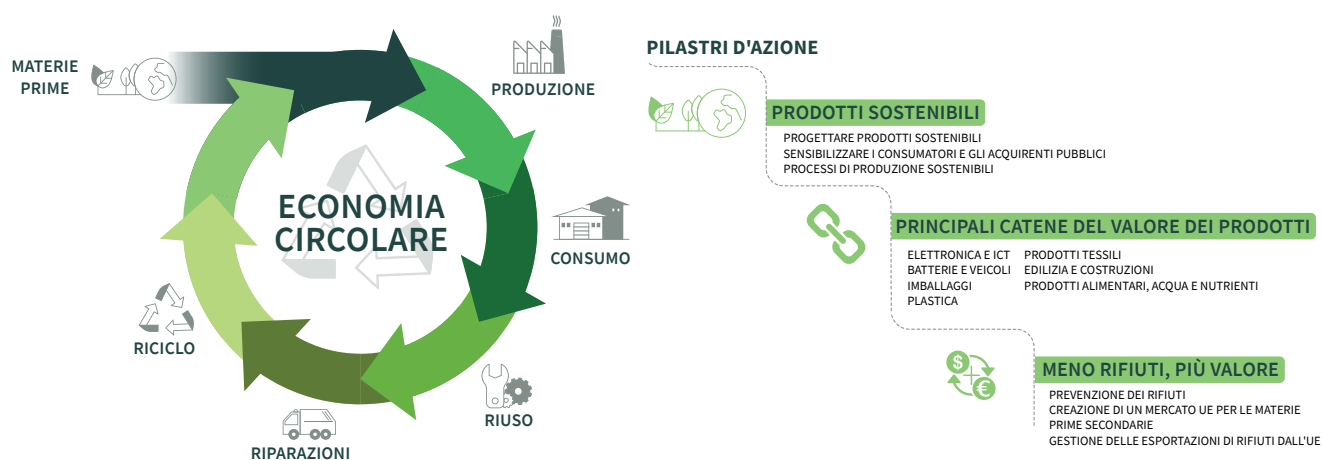 MATERIE
PRIME
PRODUZIONE
ECONOMIA
CIRCOLARE
CONSUMO
RICICLO
RIUSO
RIPARAZIONI
PILASTRI D'AZIONE
PRODOTTI SOSTENIBILI
PROGETTARE PRODOTTI SOSTENIBILI
SENSIBILIZZARE I CONSUMATORI E GLI ACQUIRENTI PUBBLICI
PROCESSI DI PRODUZIONE SOSTENIBILI
PRINCIPALI CATENE DEL VALORE DEI PRODOTTI
ELETTRONICA E ICT
BATTERIE E VEICOLI
IMBALLAGGI
PLASTICA
PRODOTTI TESSILI
EDILIZIA E COSTRUZIONI
PRODOTTI ALIMENTARI, ACQUA E NUTRIENTI
$
€
MENO RIFIUTI, PIÙ VALORE
PREVENZIONE DEI RIFIUTI
CREAZIONE DI UN MERCATO UE PER LE MATERIE
PRIME SECONDARIE
GESTIONE DELLE ESPORTAZIONI DI RIFIUTI DALL'UE